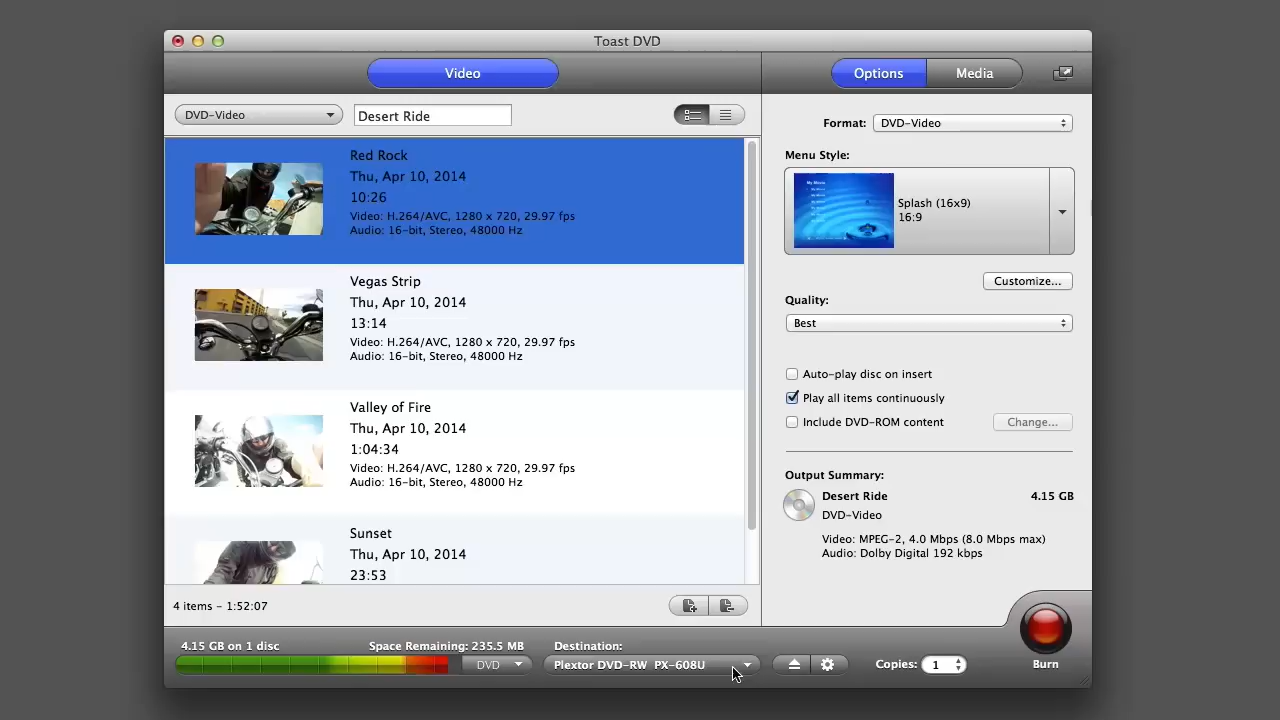 Toast DVD
Video
Options
Media
DVD-Video
Desert Ride
Red Rock
Thu, Apr 10, 2014
10:26
Video: H.264/AVC, 1280 x 720, 29.97 fps
Audio: 16-bit, Stereo, 48000 Hz
Vegas Strip
Thu, Apr 10, 2014
13:14
Video: H.264/AVC, 1280 x 720, 29.97 fps
Audio: 16-bit, Stereo, 48000 Hz
Valley of Fire
Thu, Apr 10, 2014
1:04:34
Video: H.264/AVC, 1280 x 720, 29.97 fps
Audio: 16-bit, Stereo, 48000 Hz
Sunset
Thu, Apr 10, 2014
23:53
4 items - 1:52:07
Format: DVD-Video
Menu Style:
Splash (16x9)
16:9
Customize...
Quality:
Best
Auto-play disc on insert
Play all items continuously
Include DVD-ROM content
Change...
Output Summary:
Desert Ride 4.15 GB
DVD-Video
Video: MPEG-2, 4.0 Mbps (8.0 Mbps max)
Audio: Dolby Digital 192 kbps
4.15 GB on 1 disc
Space Remaining: 235.5 MB
DVD
Destination:
Plextor DVD-RW PX-608U
Copies: 1
Burn